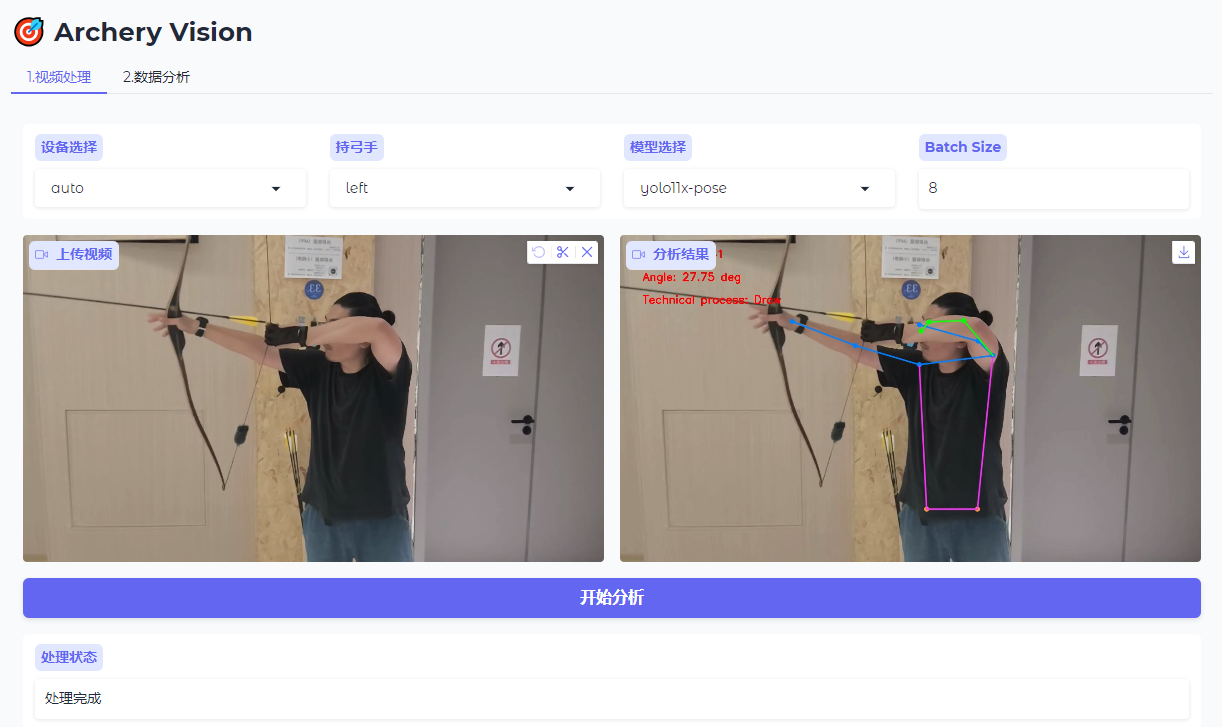 Archery Vision
1.视频处理 2.数据分析
设备选择 持弓手 模型选择 Batch Size
auto left yolo11x-pose 8
上传视频 分析结果
Angle: 27.75 deg
Technical process: Draw
33
33
开始分析
处理状态
处理完成